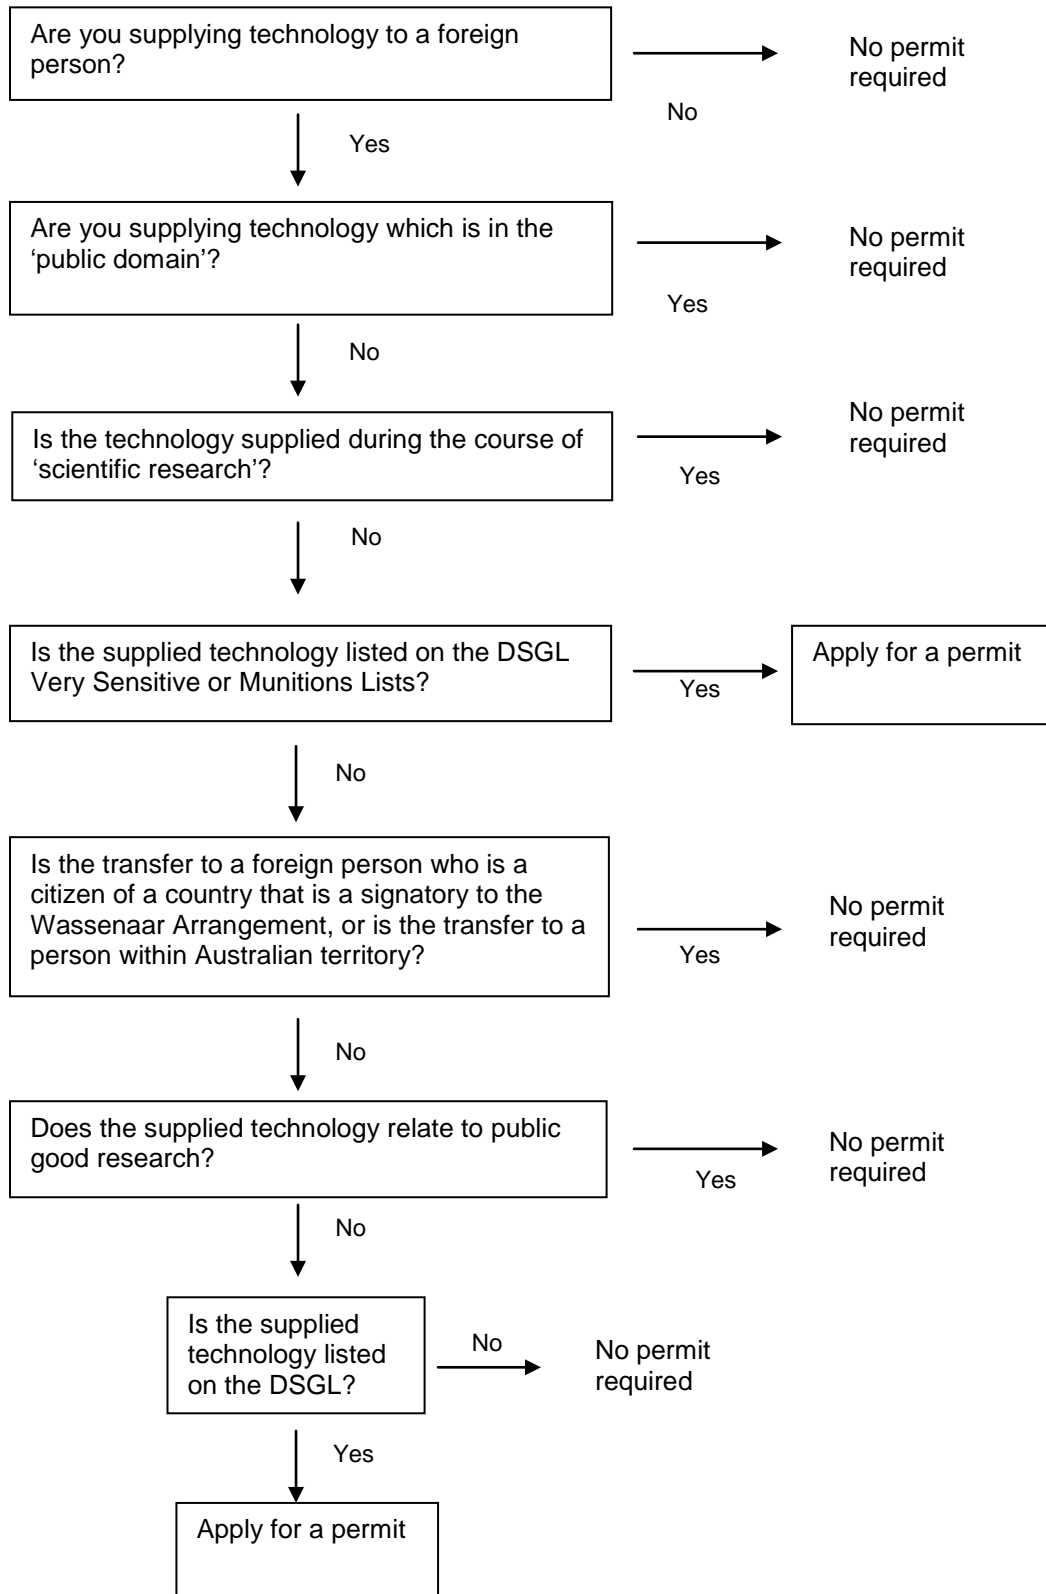 Are you supplying technology to a foreign
person?
No permit
required
No
Yes
Are you supplying technology which is in the
‘public domain’?
No permit
required
Yes
No
Is the technology supplied during the course of
‘scientific research’?
No permit
required
Yes
No
Is the supplied technology listed on the DSGL
Very Sensitive or Munitions Lists?
Yes
Apply for a permit
No
Is the transfer to a foreign person who is a
citizen of a country that is a signatory to the
Wassenaar Arrangement, or is the transfer to a
person within Australian territory?
No permit
required
Yes
No
Does the supplied technology relate to public
good research?
No permit
required
Yes
No
Is the supplied
technology listed
on the DSGL?
No
No permit
required
Yes
Apply for a permit